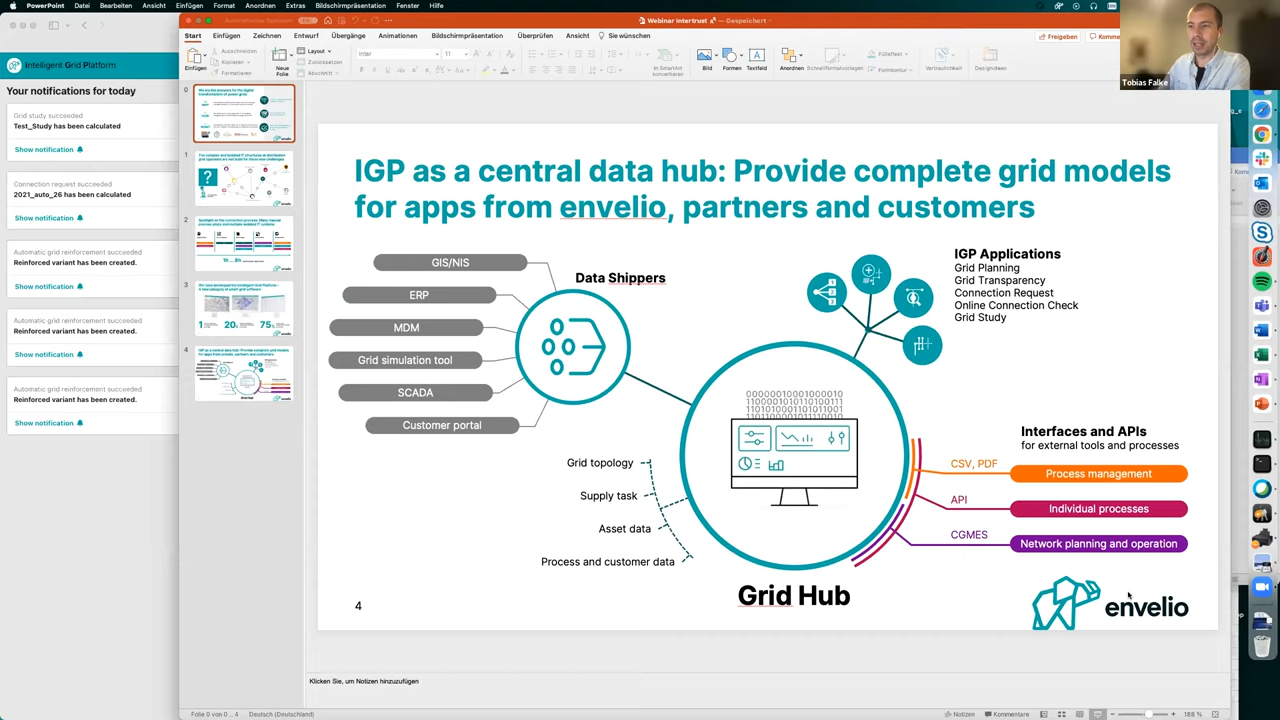 PowerPoint Datei Bearbeiten Ansicht Einfügen Format Anordnen Extras Bildschirmpräsentation Fenster Hilfe
Webinar Intertrust — Gespeichert
Start Einfügen Zeichnen Entwurf Übergänge Animationen Bildschirmpräsentation Überprüfen Ansicht Sie wünschen
Freigeben
Einfügen
Ausschneiden
Kopieren
Formatieren
Neue
Folie
Layout
Zurücksetzen
Abschnitt
Inter
11
In SmartArt
konvertieren
Bild
Formen
Textfeld
Anordnen
Schnellformatvorlagen
Fülleffekt
Formkontur
Vertraulichkeit
Designideen
Tobias Falke
Intelligent Grid Platform
Your notifications for today
Grid study succeeded
Test_Study has been calculated
Show notification
Connection request succeeded
2021_auto_26 has been calculated
Show notification
Automatic grid reinforcement succeeded
Reinforced variant has been created.
Show notification
Automatic grid reinforcement succeeded
Reinforced variant has been created.
Show notification
Automatic grid reinforcement succeeded
Reinforced variant has been created.
Show notification
0
1
2
3
4
IGP as a central data hub: Provide complete grid models
for apps from envelio, partners and customers
GIS/NIS
ERP
MDM
Grid simulation tool
SCADA
Customer portal
Data Shippers
IGP Applications
Grid Planning
Grid Transparency
Connection Request
Online Connection Check
Grid Study
Grid topology
Supply task
Asset data
Process and customer data
Interfaces and APIs
for external tools and processes
CSV, PDF
Process management
API
Individual processes
CGMES
Network planning and operation
Grid Hub
4
envelio
Klicken Sie, um Notizen hinzuzufügen
Folie 0 von 0 ... 4 Deutsch (Deutschland)
Notizen Kommentare 188 %